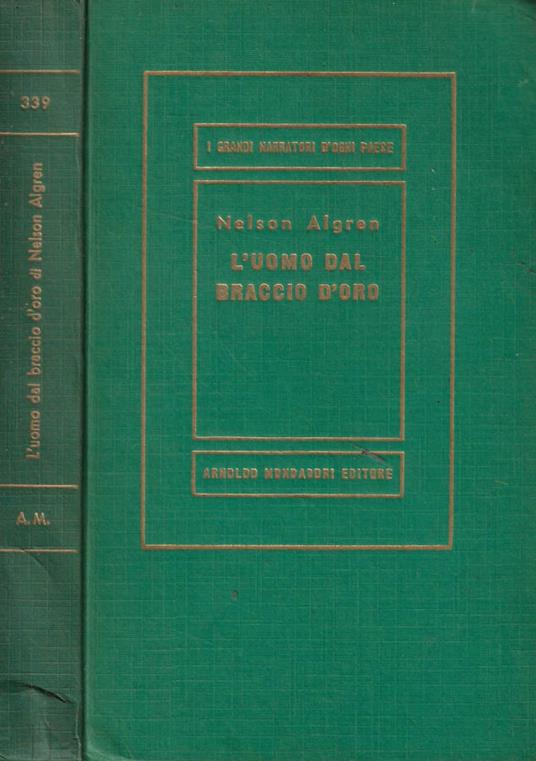 339
L'uomo dal braccio d'oro di Nelson Algren
A.M.
I GRANDI NARRATORI D'OGNI PAESE
Nelson Algren
L'UOMO DAL
BRACCIO D'ORO
ARNOLDO MONDADORI EDITORE